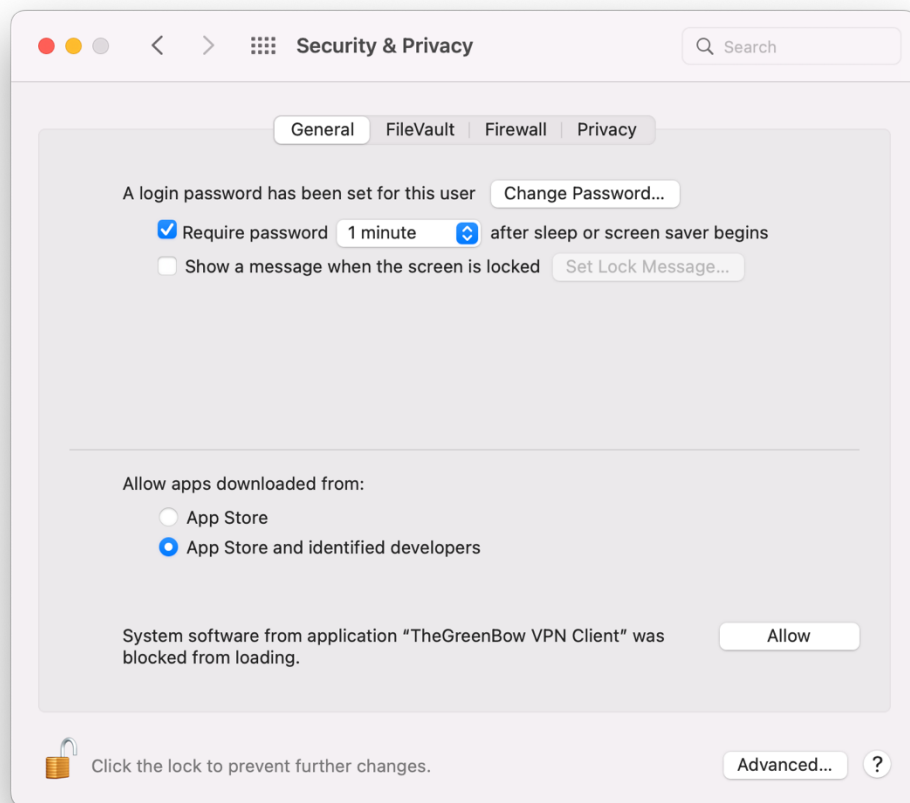 Security & Privacy
Search
General
FileVault
Firewall
Privacy
A login password has been set for this user
Change Password...
Require password
1 minute
after sleep or screen saver begins
Show a message when the screen is locked
Set Lock Message...
Allow apps downloaded from:
App Store
App Store and identified developers
System software from application “TheGreenBow VPN Client” was
blocked from loading.
Allow
Click the lock to prevent further changes.
Advanced...
?